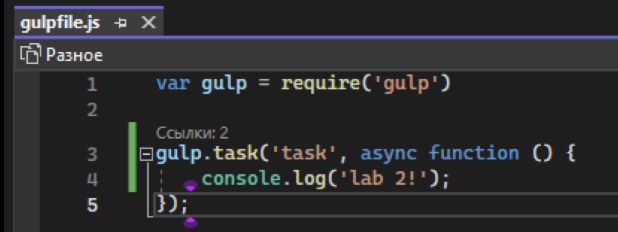 gulpfile.js
Разное
1 var gulp = require('gulp')
2
Ссылки: 2
3 gulp.task('task', async function () {
4 console.log('lab 2!');
5 });